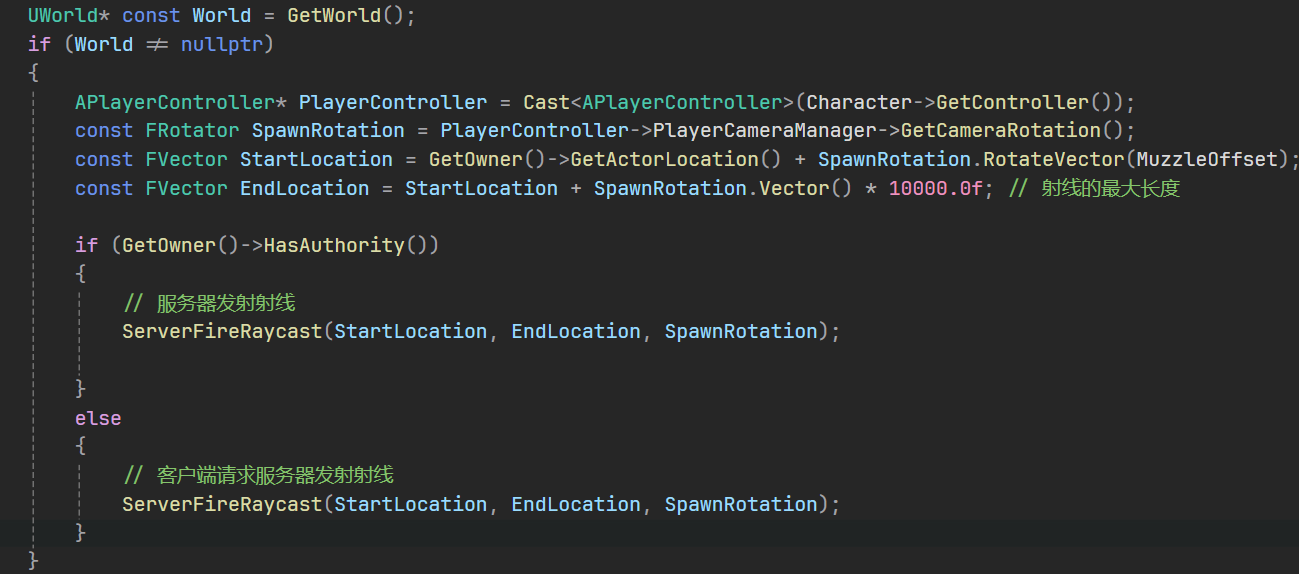 UWorld* const World = GetWorld();
if (World ≠ nullptr)
{
APlayerController* PlayerController = Cast<APlayerController>(Character->GetController());
const FRotator SpawnRotation = PlayerController->PlayerCameraManager->GetCameraRotation();
const FVector StartLocation = GetOwner()->GetActorLocation() + SpawnRotation.RotateVector(MuzzleOffset);
const FVector EndLocation = StartLocation + SpawnRotation.Vector() * 10000.0f; // 射线的最大长度
if (GetOwner()->HasAuthority())
{
// 服务器发射射线
ServerFireRaycast(StartLocation, EndLocation, SpawnRotation);
}
else
{
// 客户端请求服务器发射射线
ServerFireRaycast(StartLocation, EndLocation, SpawnRotation);
}
}